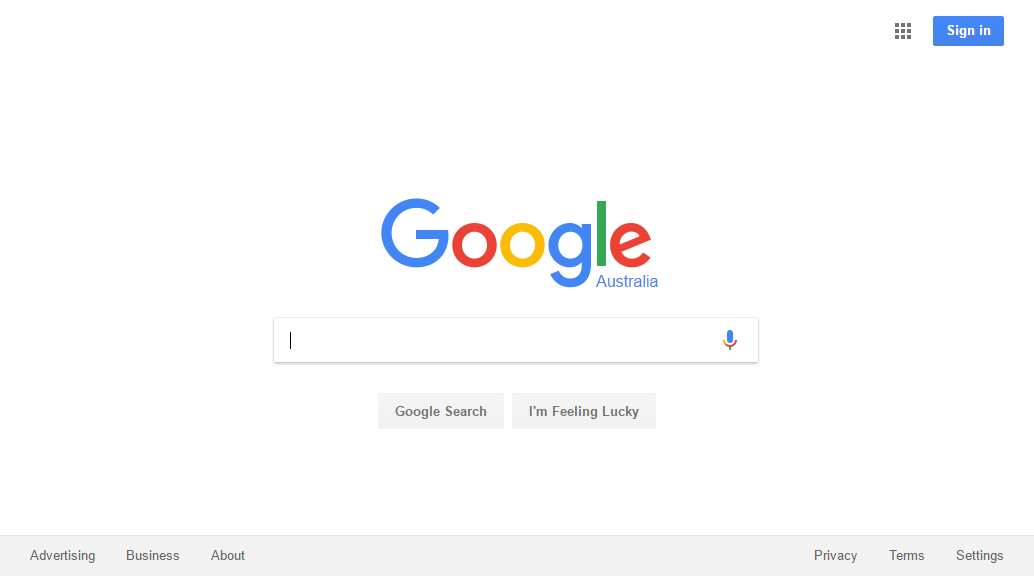 Sign in
Google
Australia
Google Search I'm Feeling Lucky
Advertising Business About Privacy Terms Settings